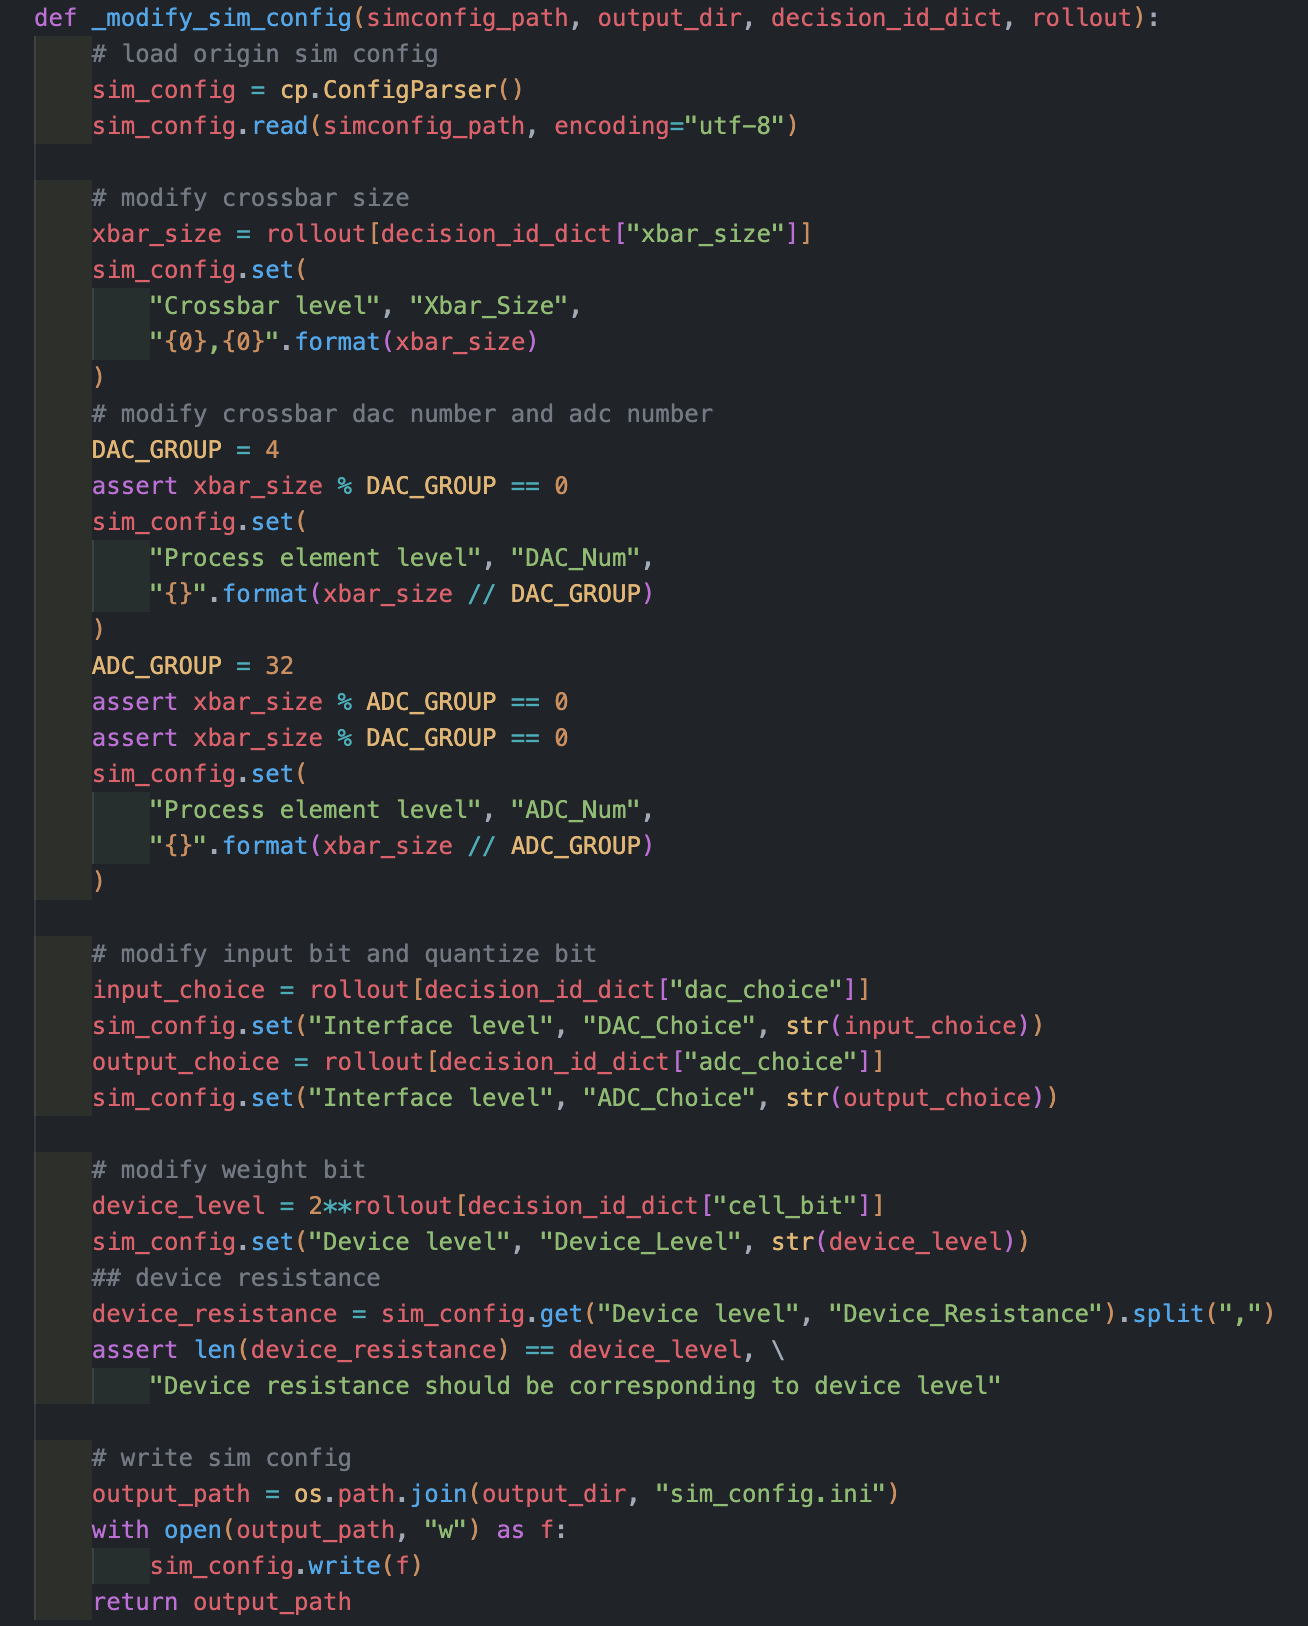 def _modify_sim_config(simconfig_path, output_dir, decision_id_dict, rollout):
    # load origin sim config
    sim_config = cp.ConfigParser()
    sim_config.read(simconfig_path, encoding="utf-8")

    # modify crossbar size
    xbar_size = rollout[decision_id_dict["xbar_size"]]
    sim_config.set(
        "Crossbar level", "Xbar_Size",
        "{0},{0}".format(xbar_size)
    )
    # modify crossbar dac number and adc number
    DAC_GROUP = 4
    assert xbar_size % DAC_GROUP == 0
    sim_config.set(
        "Process element level", "DAC_Num",
        "{}".format(xbar_size // DAC_GROUP)
    )
    ADC_GROUP = 32
    assert xbar_size % ADC_GROUP == 0
    assert xbar_size % DAC_GROUP == 0
    sim_config.set(
        "Process element level", "ADC_Num",
        "{}".format(xbar_size // ADC_GROUP)
    )

    # modify input bit and quantize bit
    input_choice = rollout[decision_id_dict["dac_choice"]]
    sim_config.set("Interface level", "DAC_Choice", str(input_choice))
    output_choice = rollout[decision_id_dict["adc_choice"]]
    sim_config.set("Interface level", "ADC_Choice", str(output_choice))

    # modify weight bit
    device_level = 2**rollout[decision_id_dict["cell_bit"]]
    sim_config.set("Device level", "Device_Level", str(device_level))
    ## device resistance
    device_resistance = sim_config.get("Device level", "Device_Resistance").split(",")
    assert len(device_resistance) == device_level, \
        "Device resistance should be corresponding to device level"

    # write sim config
    output_path = os.path.join(output_dir, "sim_config.ini")
    with open(output_path, "w") as f:
        sim_config.write(f)
    return output_path